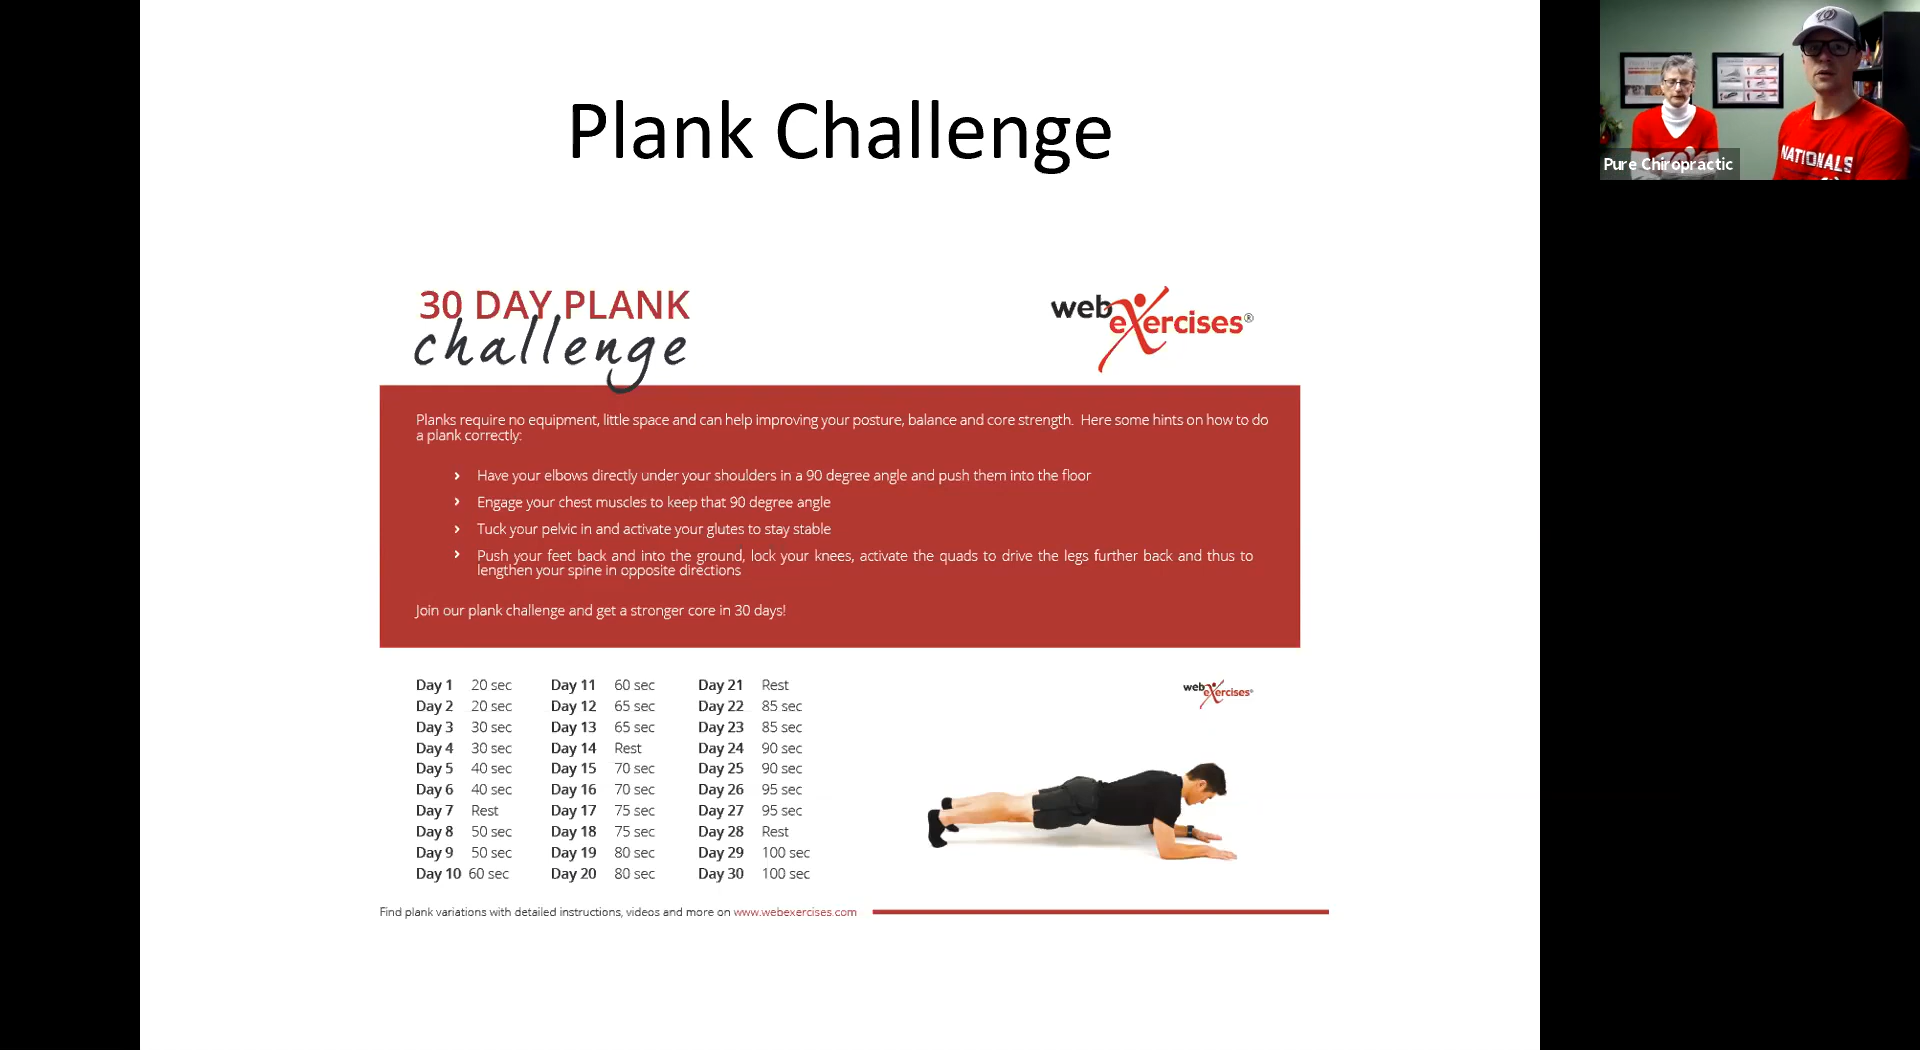 Plank Challenge
30 DAY PLANK
challenge
web
eXercises®
Planks require no equipment, little space and can help improving your posture, balance and core strength. Here some hints on how to do
a plank correctly:
› Have your elbows directly under your shoulders in a 90 degree angle and push them into the floor
› Engage your chest muscles to keep that 90 degree angle
› Tuck your pelvic in and activate your glutes to stay stable
› Push your feet back and into the ground, lock your knees, activate the quads to drive the legs further back and thus to
lengthen your spine in opposite directions
Join our plank challenge and get a stronger core in 30 days!
Day 1 20 sec
Day 2 20 sec
Day 3 30 sec
Day 4 30 sec
Day 5 40 sec
Day 6 40 sec
Day 7 Rest
Day 8 50 sec
Day 9 50 sec
Day 10 60 sec
Day 11 60 sec
Day 12 65 sec
Day 13 65 sec
Day 14 Rest
Day 15 70 sec
Day 16 70 sec
Day 17 75 sec
Day 18 75 sec
Day 19 80 sec
Day 20 80 sec
Day 21 Rest
Day 22 85 sec
Day 23 85 sec
Day 24 90 sec
Day 25 90 sec
Day 26 95 sec
Day 27 95 sec
Day 28 Rest
Day 29 100 sec
Day 30 100 sec
web
eXercises®
Find plank variations with detailed instructions, videos and more on www.webexercises.com
NATIONALS
Pure Chiropractic